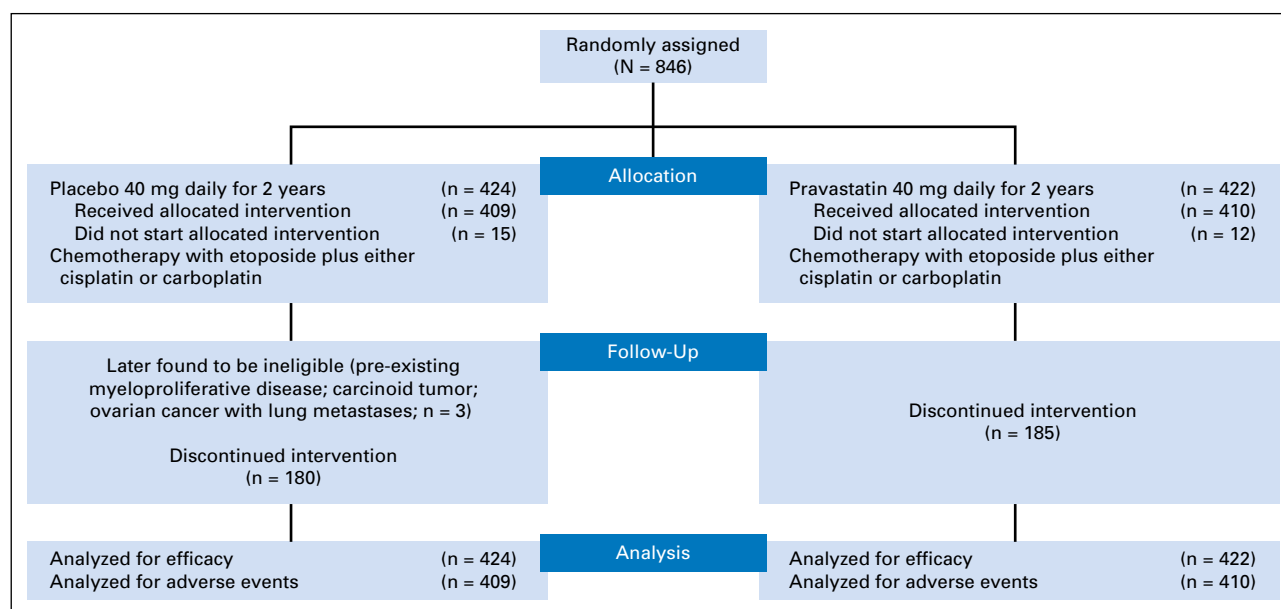 Randomly assigned
(N = 846)
Allocation
Placebo 40 mg daily for 2 years (n = 424)
Received allocated intervention (n = 409)
Did not start allocated intervention (n = 15)
Chemotherapy with etoposide plus either
cisplatin or carboplatin
Pravastatin 40 mg daily for 2 years (n = 422)
Received allocated intervention (n = 410)
Did not start allocated intervention (n = 12)
Chemotherapy with etoposide plus either
cisplatin or carboplatin
Follow-Up
Later found to be ineligible (pre-existing
myeloproliferative disease; carcinoid tumor;
ovarian cancer with lung metastases; n = 3)
Discontinued intervention
(n = 180)
Discontinued intervention
(n = 185)
Analysis
Analyzed for efficacy (n = 424)
Analyzed for adverse events (n = 409)
Analyzed for efficacy (n = 422)
Analyzed for adverse events (n = 410)